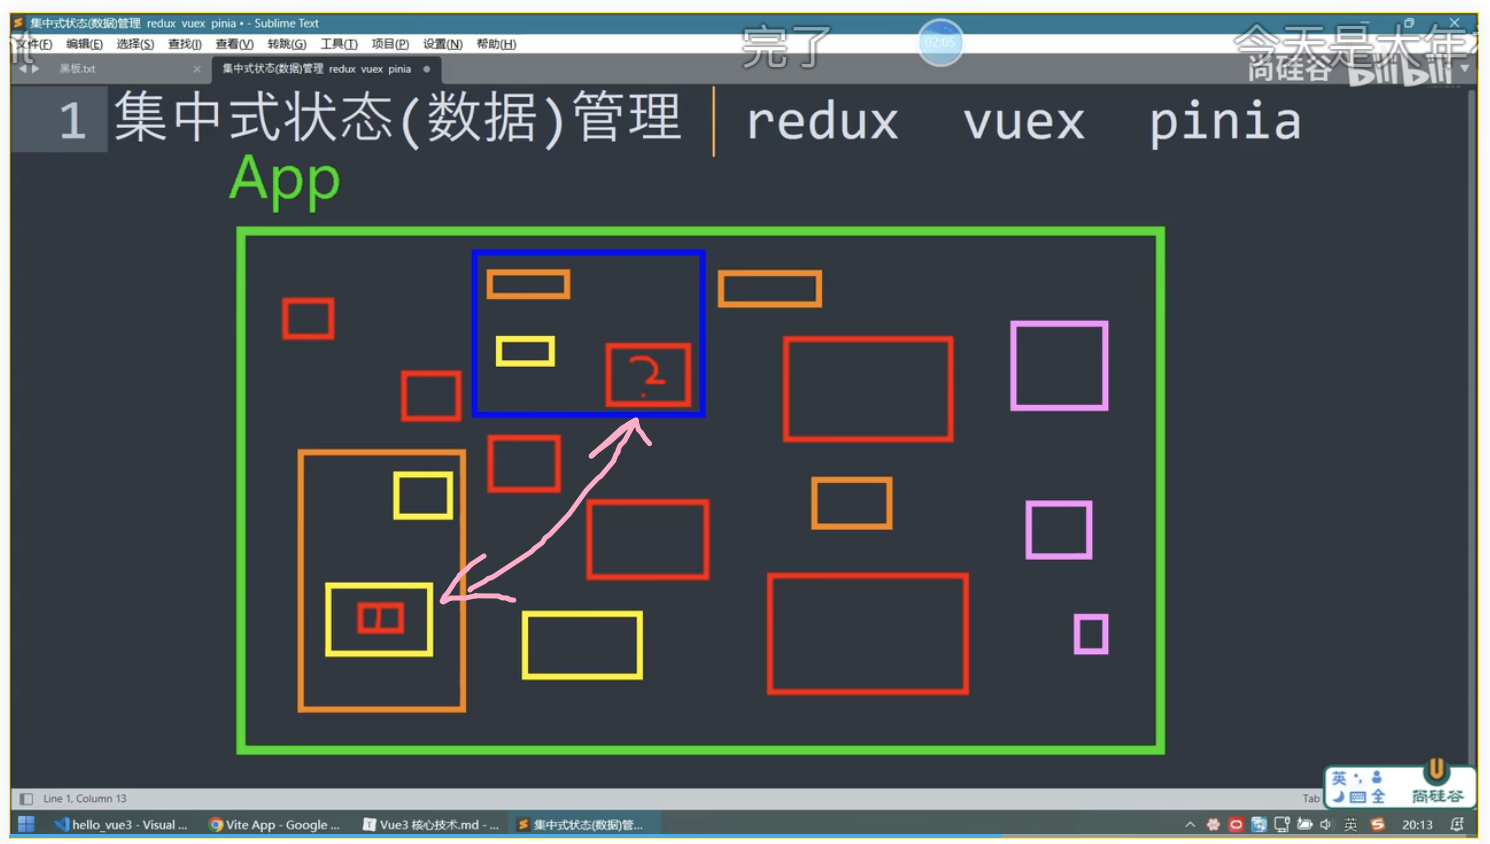 集中式状态(数据)管理 redux vuex pinia • - Sublime Text
文件(F) 编辑(E) 选择(S) 查找(I) 查看(V) 转跳(G) 工具(T) 项目(P) 设置(N) 帮助(H)
完了
02:05
今天是大年
黑板.txt
集中式状态(数据)管理 redux vuex pinia
尚硅谷 bilibili
1 集中式状态(数据)管理 redux vuex pinia
App
?
Line 1, Column 13
Tab
英
全
尚硅谷
hello_vue3 - Visual ...
Vite App - Google ...
Vue3 核心技术.md - ...
集中式状态(数据)管...
英
20:13